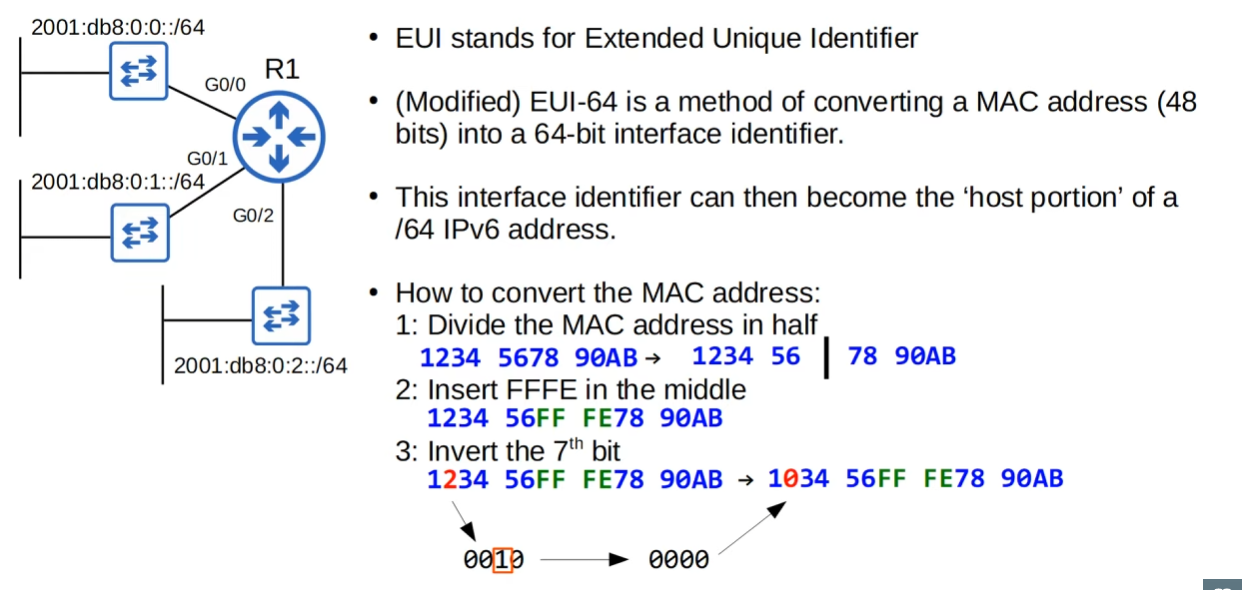 2001:db8:0:0::/64
G0/0
R1
G0/1
2001:db8:0:1::/64
G0/2
2001:db8:0:2::/64
• EUI stands for Extended Unique Identifier
• (Modified) EUI-64 is a method of converting a MAC address (48
bits) into a 64-bit interface identifier.
• This interface identifier can then become the ‘host portion’ of a
/64 IPv6 address.
• How to convert the MAC address:
1: Divide the MAC address in half
1234 5678 90AB → 1234 56 | 78 90AB
2: Insert FFFE in the middle
1234 56FF FE78 90AB
3: Invert the 7th bit
1234 56FF FE78 90AB → 1034 56FF FE78 90AB
0010 → 0000